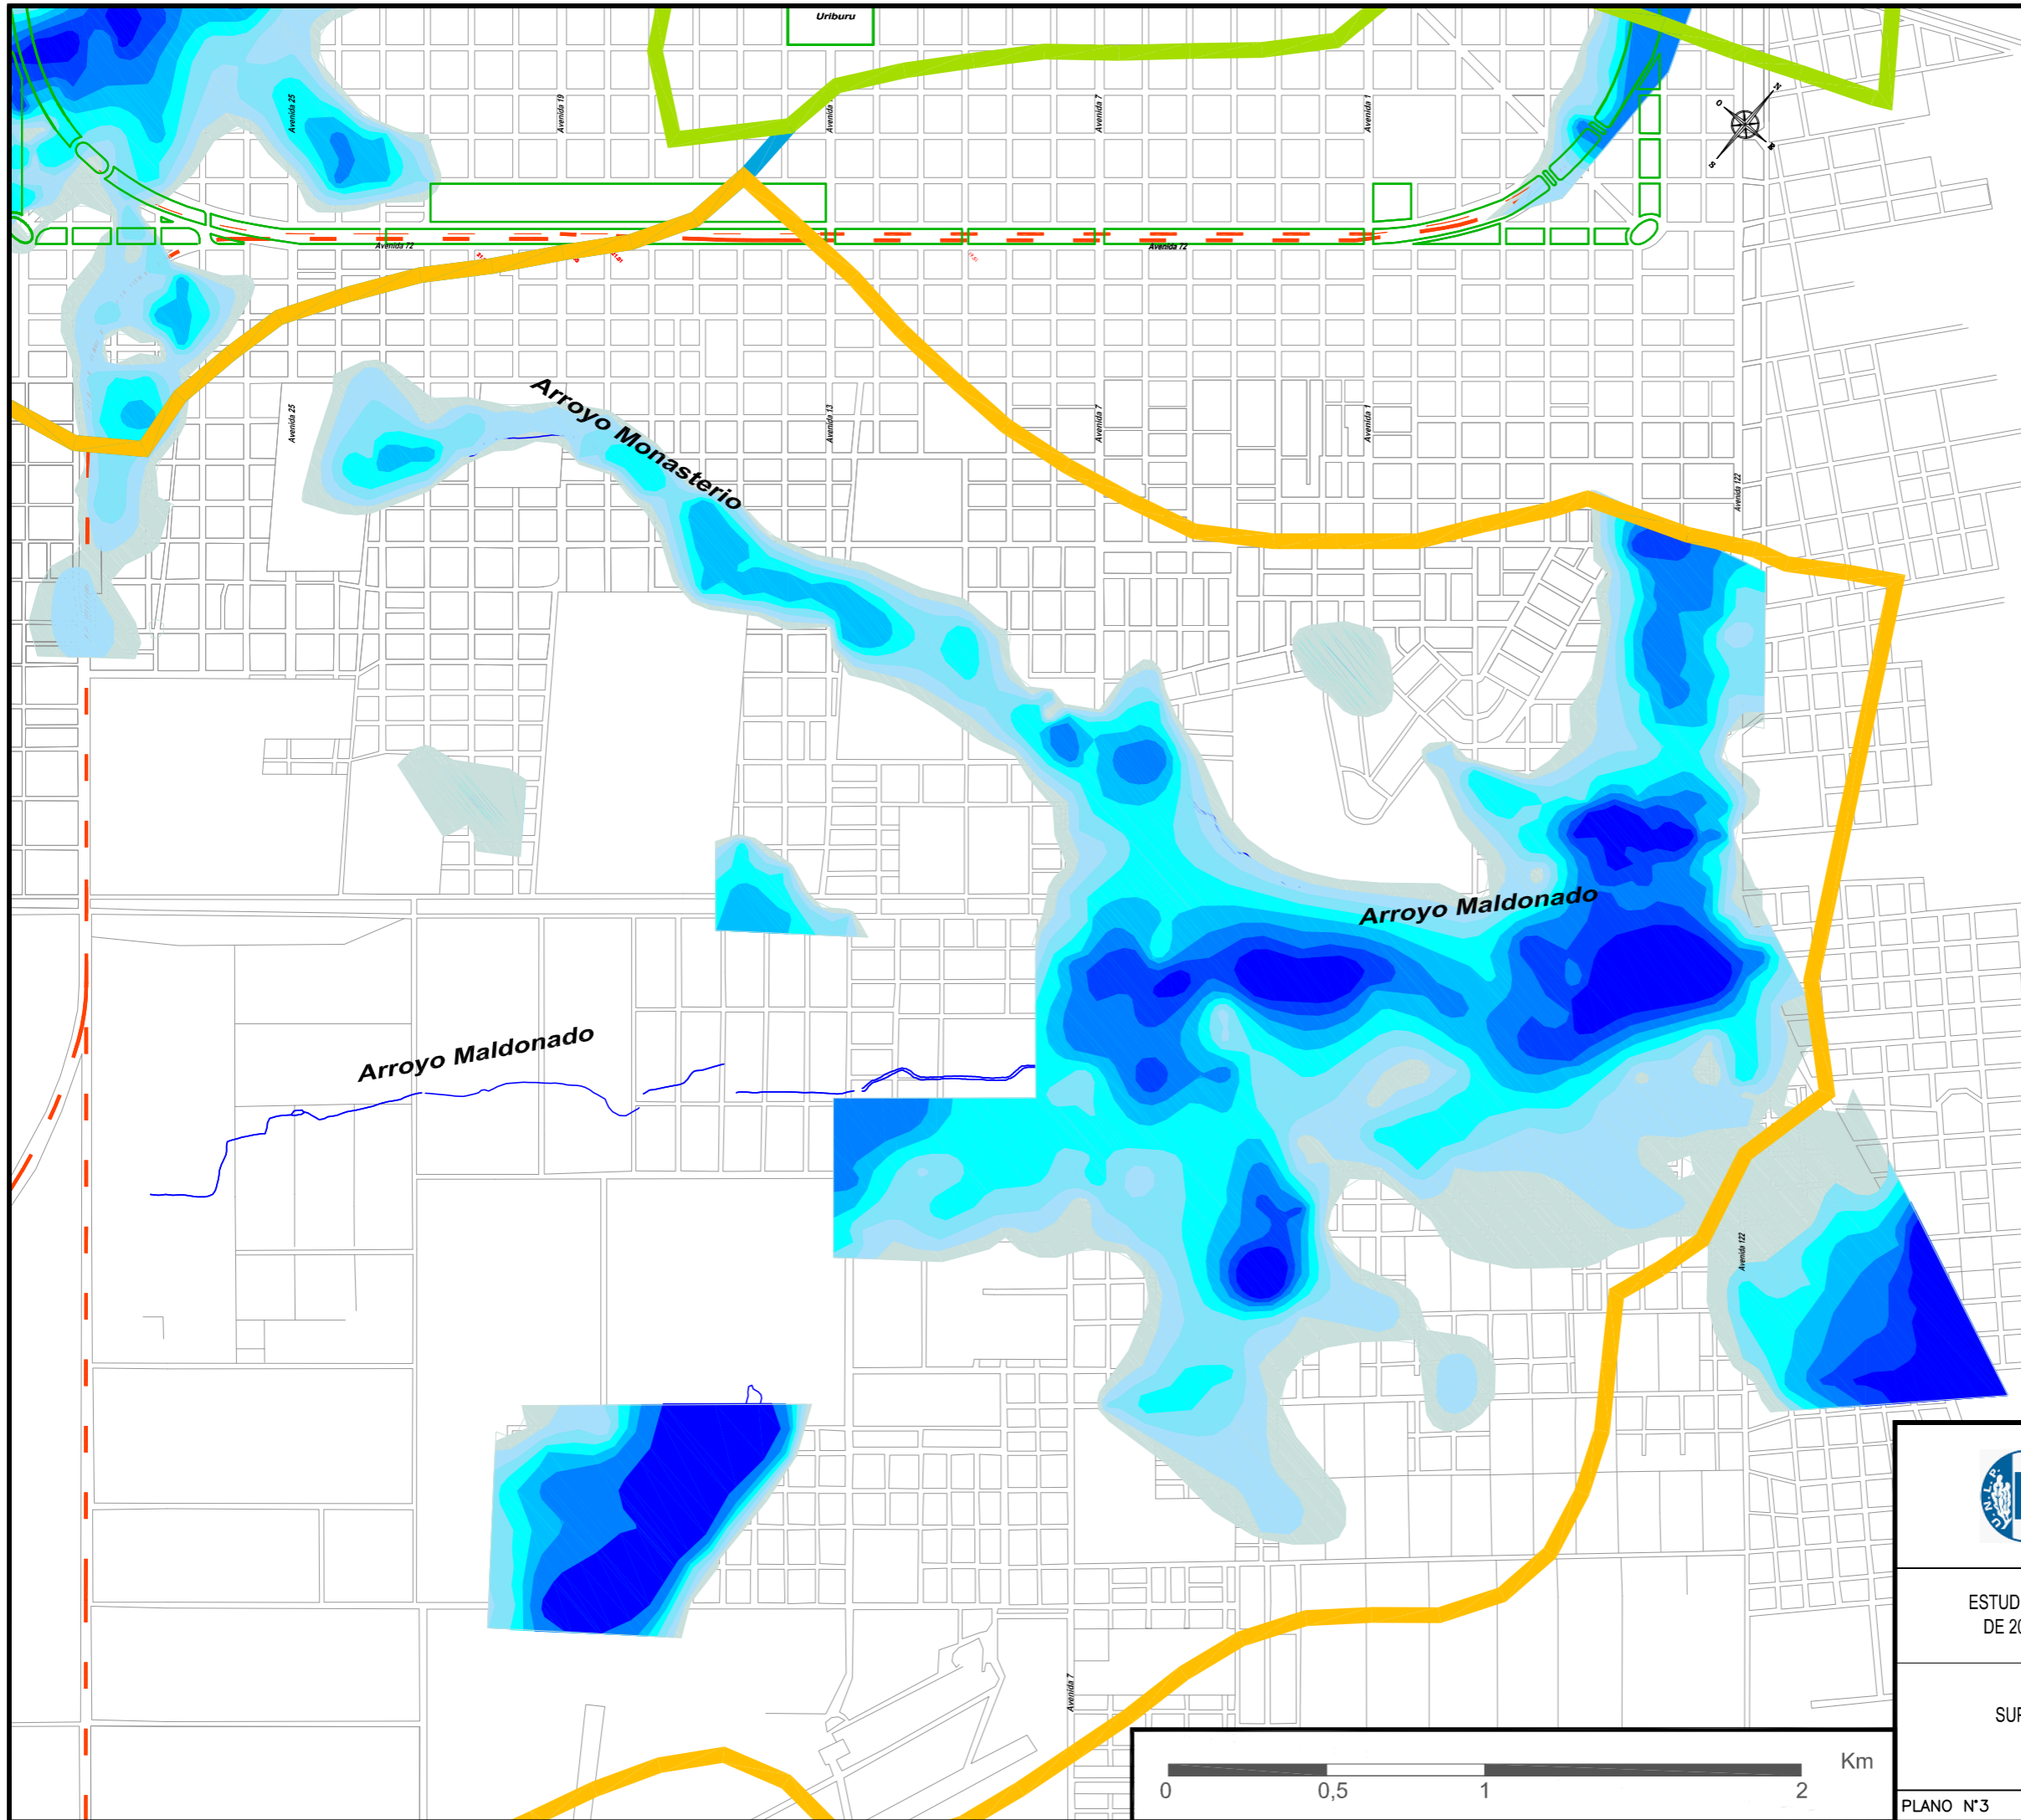 Uriburu
Avenida 25
Avenida 19
Avenida
Avenida 7
Avenida 1
N
O
S
Avenida 72
Avenida 72
Arroyo Monasterio
Avenida 25
Avenida 13
Avenida 7
Avenida 1
Avenida 122
Arroyo Maldonado
Arroyo Maldonado
Avenida 122
U.N.L.P.
ESTUD
DE 20
SUP
Avenida 7
Km
0
0,5
1
2
PLANO N°3